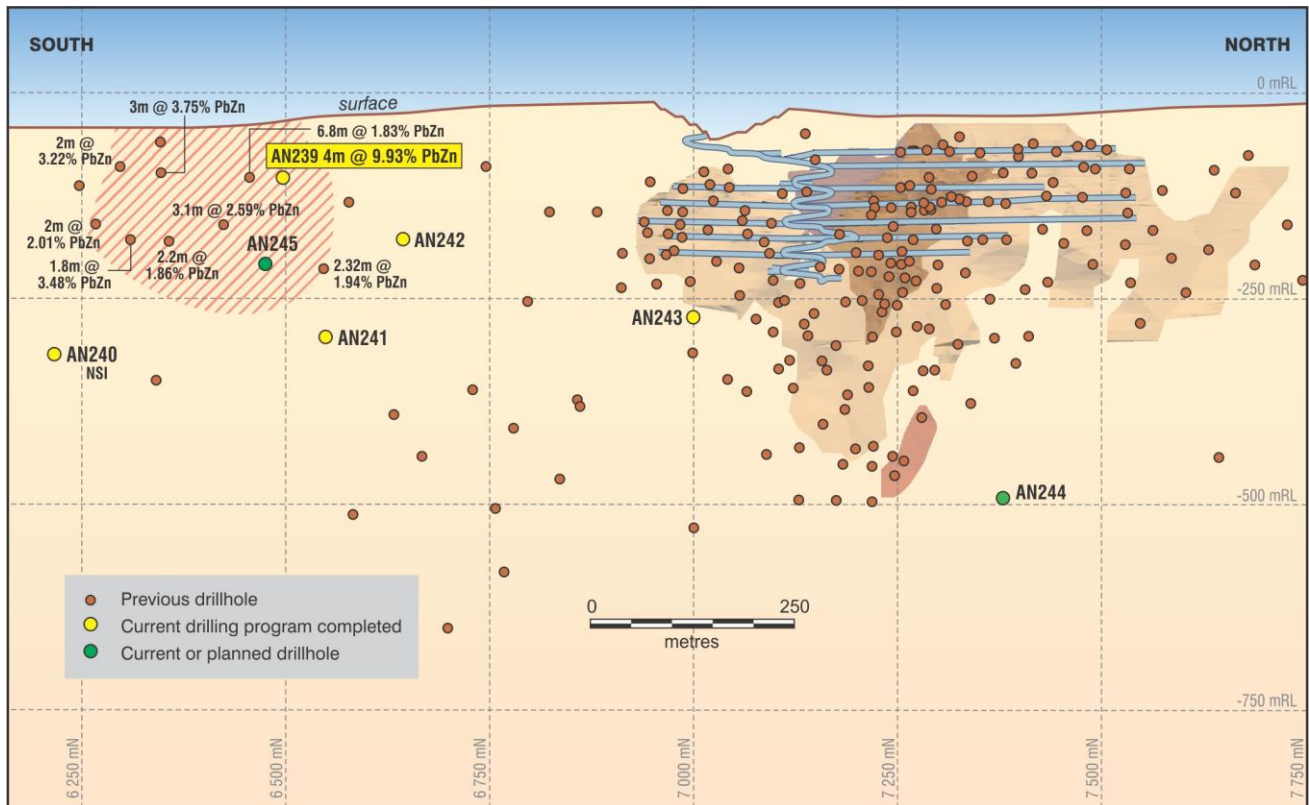 SOUTH
NORTH
0 mRL
3m @ 3.75% PbZn
surface
6.8m @ 1.83% PbZn
2m @
3.22% PbZn
AN239 4m @ 9.93% PbZn
3.1m @ 2.59% PbZn
2m @
2.01% PbZn
AN245
AN242
1.8m @
3.48% PbZn
2.2m @
1.86% PbZn
2.32m @
1.94% PbZn
-250 mRL
AN243
AN241
AN240
NSI
AN244
-500 mRL
Previous drillhole
Current drilling program completed
Current or planned drillhole
0
250
metres
-750 mRL
6 250 mN
6 500 mN
6 750 mN
7 000 mN
7 250 mN
7 500 mN
7 750 mN